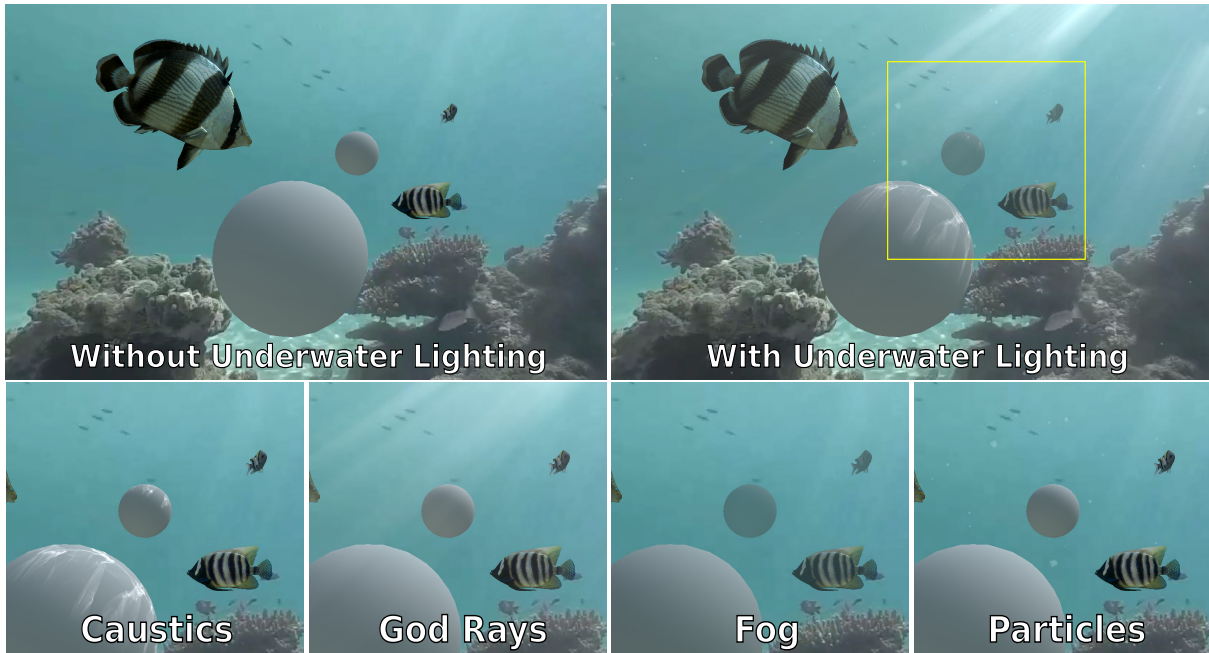 Without Underwater Lighting
With Underwater Lighting
Caustics
God Rays
Fog
Particles